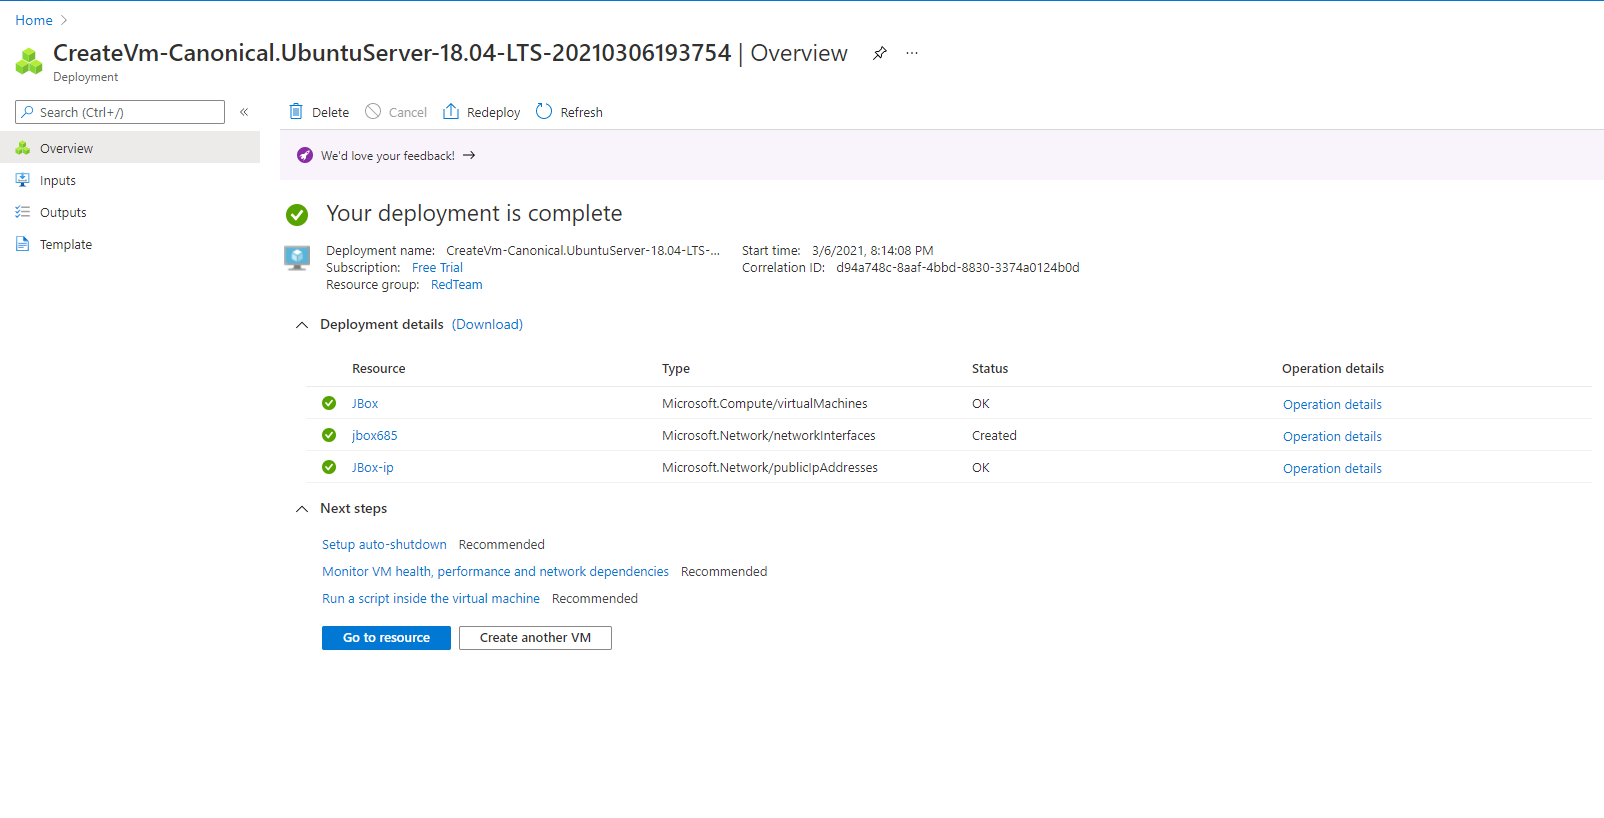 Home >
CreateVm-Canonical.UbuntuServer-18.04-LTS-20210306193754 | Overview ...
Deployment
Search (Ctrl+/) «
Delete Cancel Redeploy Refresh
We'd love your feedback! →
Overview
Inputs
Outputs
Template
Your deployment is complete
Deployment name: CreateVm-Canonical.UbuntuServer-18.04-LTS-... Start time: 3/6/2021, 8:14:08 PM
Subscription: Free Trial Correlation ID: d94a748c-8aaf-4bbd-8830-3374a0124b0d
Resource group: RedTeam
Deployment details (Download)
Resource Type Status Operation details
JBox Microsoft.Compute/virtualMachines OK Operation details
jbox685 Microsoft.Network/networkInterfaces Created Operation details
JBox-ip Microsoft.Network/publicIpAddresses OK Operation details
Next steps
Setup auto-shutdown Recommended
Monitor VM health, performance and network dependencies Recommended
Run a script inside the virtual machine Recommended
Go to resource Create another VM